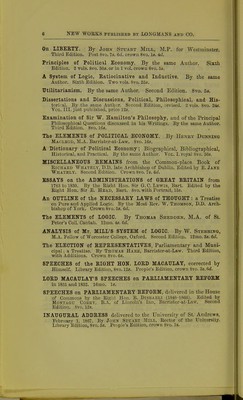 4 NEW WORKS PUBLISHED BY LONGMANS AND CO.
On LIBERTY. By JOHN STUART MILL, M.P. for Westminster.
Third Edition. Post 8vo. 7s. 6d. crown 8vo. 1s. 4d.
Principles of Political Economy. By the same Author. Sixth
Edition. 2 vols. 8vo. 30s. or in 1 vol. crown 8vo. 5s.
A System of Logic, Ratiocinative and Inductive. By the same
Author. Sixth Edition. Two vols. 8vo. 25s.
Utilitarianism. By the same Author. Second Edition. 8vo. 5s.
Dissertations and Discussions, Political, Philosophical, and His-
torical. By the same Author. Second Edition, revised. 3 vols. 8vo. 36s.
VOL. III. just published, price 12s.
Examination of Sir W. Hamilton's Philosophy, and of the Principal
Philosophical Questions discussed in his Writings. By the same Author.
Third Edition. 8vo. 16s.
The ELEMENTS of POLITICAL ECONOMY. By HENRY DUNNING
MACLEOD, M.A. Barrister-at-Law. 8vo. 16s.
A Dictionary of Political Economy; Biographical, Bibliographical,
Historical, and Practical. By the same Author. VOL. I. royal 8vo. 30s.
MISCELLANEOUS REMAINS from the Common-place Book of
RICHARD WHATELY, D.D. late Archbishop of Dublin. Edited by E. JANE
WHATELY. Second Edition. Crown 8vo. 7s. 6d.
ESSAYS on the ADMINISTRATIONS of GREAT BRITAIN from
1783 to 1830. By the Right Hon. Sir G. C. LEWIS, Bart. Edited by the
Right Hon. Sir E. HEAD, Bart. 8vo. with Portrait, 15s.
An OUTLINE of the NECESSARY LAWS of THOUGHT: a Treatise
on Pure and Applied Logic. By the Most Rev. W. THOMSON, D.D. Arch-
bishop of York. Crown 8vo. 5s. 6d.
The ELEMENTS of LOGIC. By THOMAS SHEDDEN, M.A. of St.
Peter's Coll. Cantab. 12mo. 4s. 6d.
ANALYSIS of Mr. MILL'S SYSTEM of LOGIC. By W. STEBBING,
M.A. Fellow of Worcester College, Oxford. Second Edition. 12mo. 3s. 6d.
The ELECTION of REPRESENTATIVES, Parliamentary and Muni-
cipal; a Treatise. By THOMAS HARE, Barrister-at-Law. Third Edition,
with Additions. Crown 8vo. 6s.
SPEECHES of the RIGHT HON. LORD MACAULAY, corrected by
Himself. Library Edition, 8vo. 12s. People's Edition, crown 8vo. 3s. 6d.
LORD MACAULAY'S SPEECHES on PARLIAMENTARY REFORM
in 1831 and 1832. 16mo. 1s.
SPEECHES on PARLIAMENTARY REFORM, delivered in the House
of Commons by the RIGHT HON. B. DISRAELI (1848-1866). Edited by
MONTAGU CORRY, B.A. of Lincoln's Inn, Barrister-at-Law. Second
Edition. 8vo. 12s.
INAUGURAL ADDRESS delivered to the University of St. Andrews,
February 1, 1867. By JOHN STUART MILL, Rector of the University.
Library Edition, 8vo. 5s. People's Edition, crown 8vo. 1s.